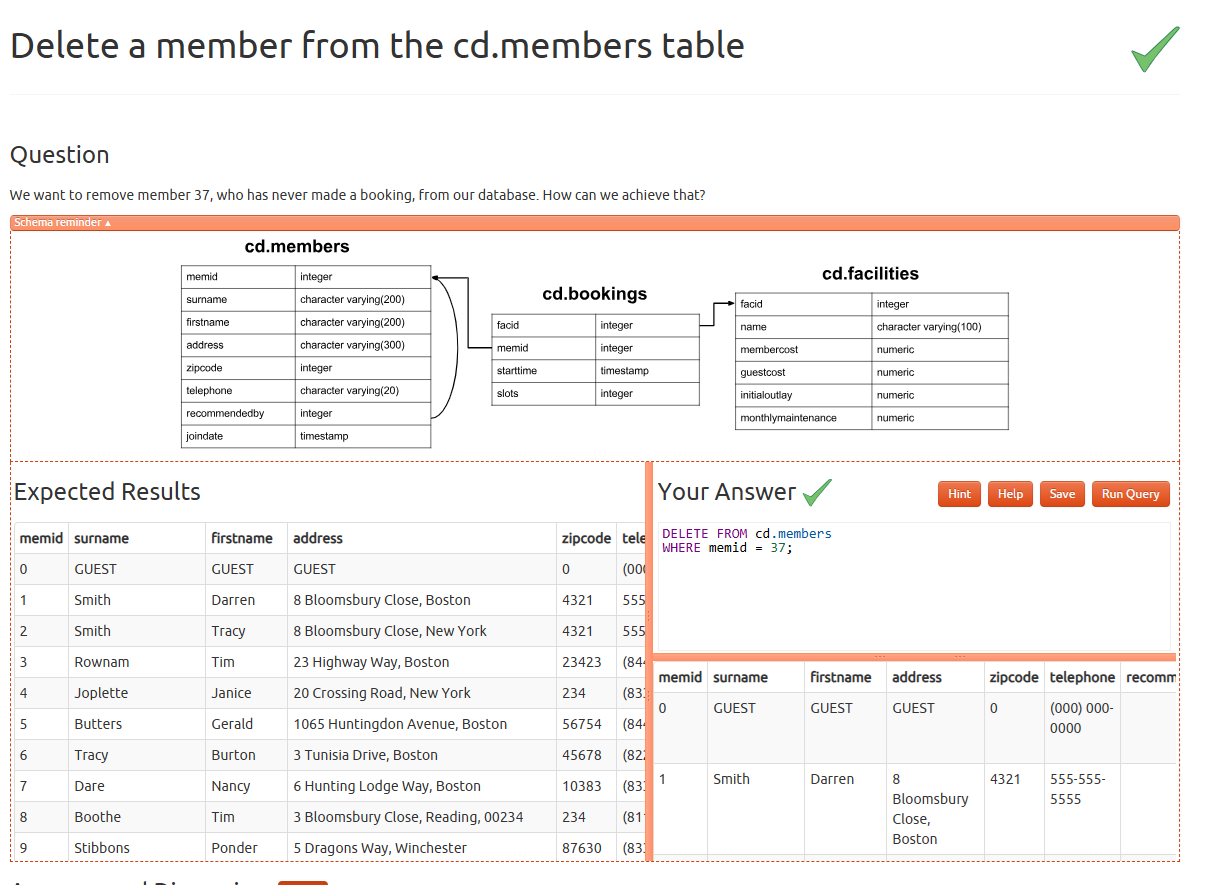 Delete a member from the cd.members table
Question
We want to remove member 37, who has never made a booking, from our database. How can we achieve that?
Schema reminder ▲
cd.members
memid integer
surname character varying(200)
firstname character varying(200)
address character varying(300)
zipcode integer
telephone character varying(20)
recommendedby integer
joindate timestamp
cd.bookings
facid integer
memid integer
starttime timestamp
slots integer
cd.facilities
facid integer
name character varying(100)
membercost numeric
guestcost numeric
initialoutlay numeric
monthlymaintenance numeric
Expected Results
memid surname firstname address zipcode tele
0 GUEST GUEST GUEST 0 (000
1 Smith Darren 8 Bloomsbury Close, Boston 4321 555
2 Smith Tracy 8 Bloomsbury Close, New York 4321 555
3 Rownam Tim 23 Highway Way, Boston 23423 (844
4 Joplette Janice 20 Crossing Road, New York 234 (833
5 Butters Gerald 1065 Huntingdon Avenue, Boston 56754 (844
6 Tracy Burton 3 Tunisia Drive, Boston 45678 (822
7 Dare Nancy 6 Hunting Lodge Way, Boston 10383 (833
8 Boothe Tim 3 Bloomsbury Close, Reading, 00234 234 (811
9 Stibbons Ponder 5 Dragons Way, Winchester 87630 (833
Your Answer
Hint Help Save Run Query
DELETE FROM cd.members
WHERE memid = 37;
memid surname firstname address zipcode telephone recomm
0 GUEST GUEST GUEST 0 (000) 000-
0000
1 Smith Darren 8 4321 555-555-
Bloomsbury 5555
Close,
Boston